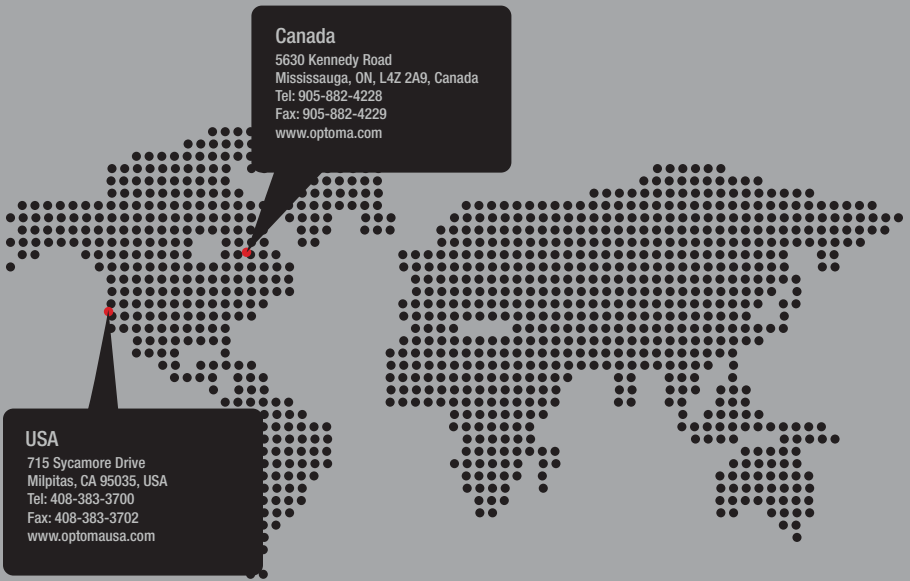 Canada
5630 Kennedy Road
Mississauga, ON, L4Z 2A9, Canada
Tel: 905-882-4228
Fax: 905-882-4229
www.optoma.com
USA
715 Sycamore Drive
Milpitas, CA 95035, USA
Tel: 408-383-3700
Fax: 408-383-3702
www.optomausa.com